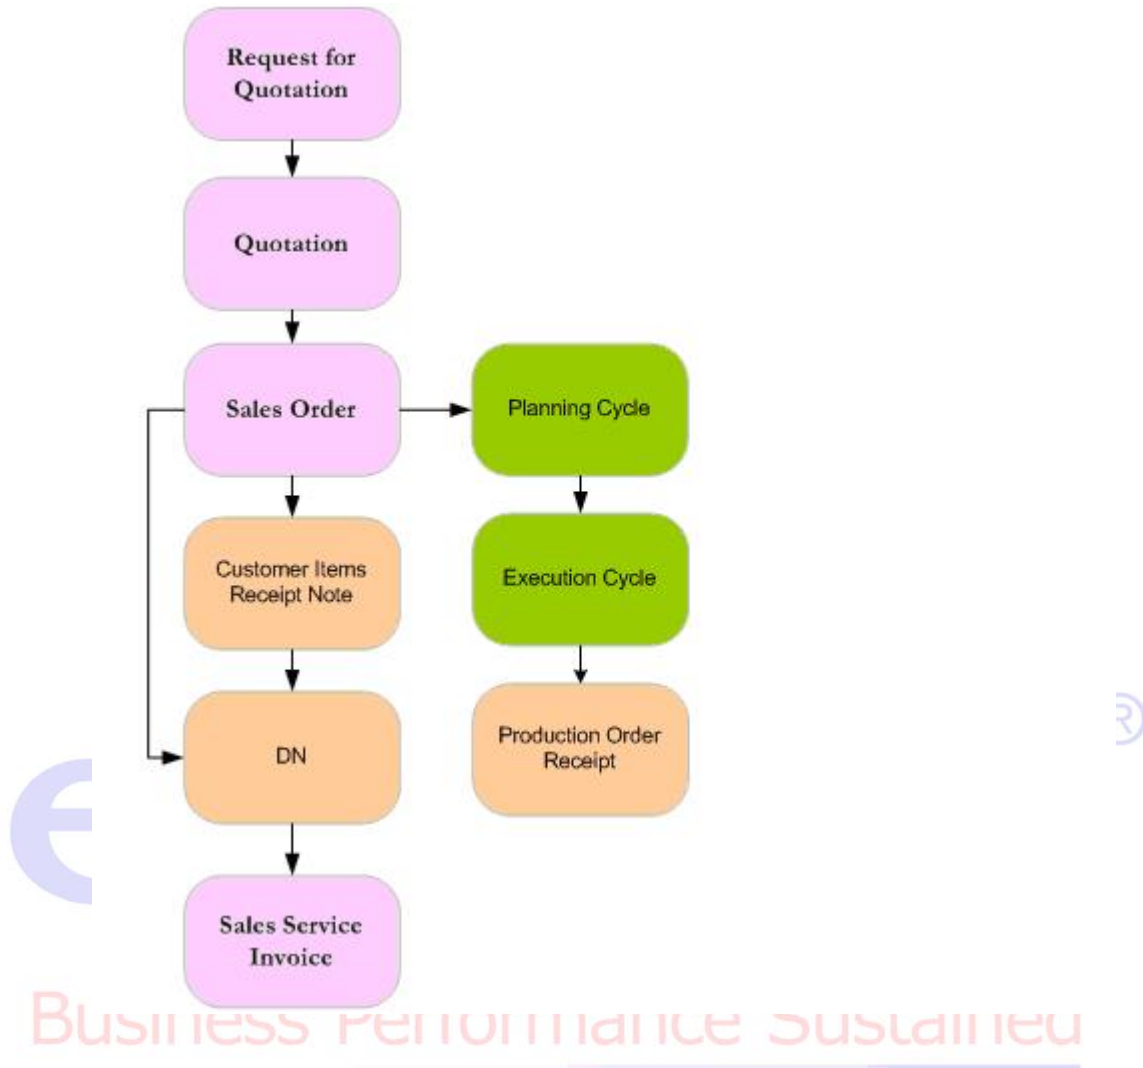 Request for
Quotation
Quotation
Sales Order
Planning Cycle
Customer Items
Receipt Note
Execution Cycle
DN
Production Order
Receipt
®
Sales Service
Invoice
Business Performance Sustained